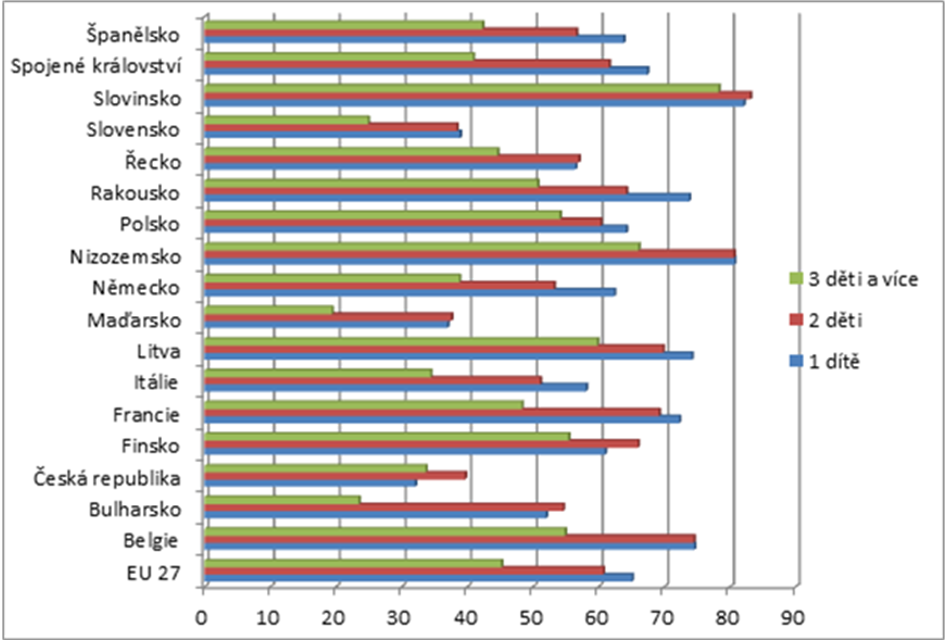 Španělsko
Spojené království
Slovinsko
Slovensko
Řecko
Rakousko
Polsko
Nizozemsko
Německo
Maďarsko
Litva
Itálie
Francie
Finsko
Česká republika
Bulharsko
Belgie
EU 27
0 10 20 30 40 50 60 70 80 90
3 děti a více
2 děti
1 dítě